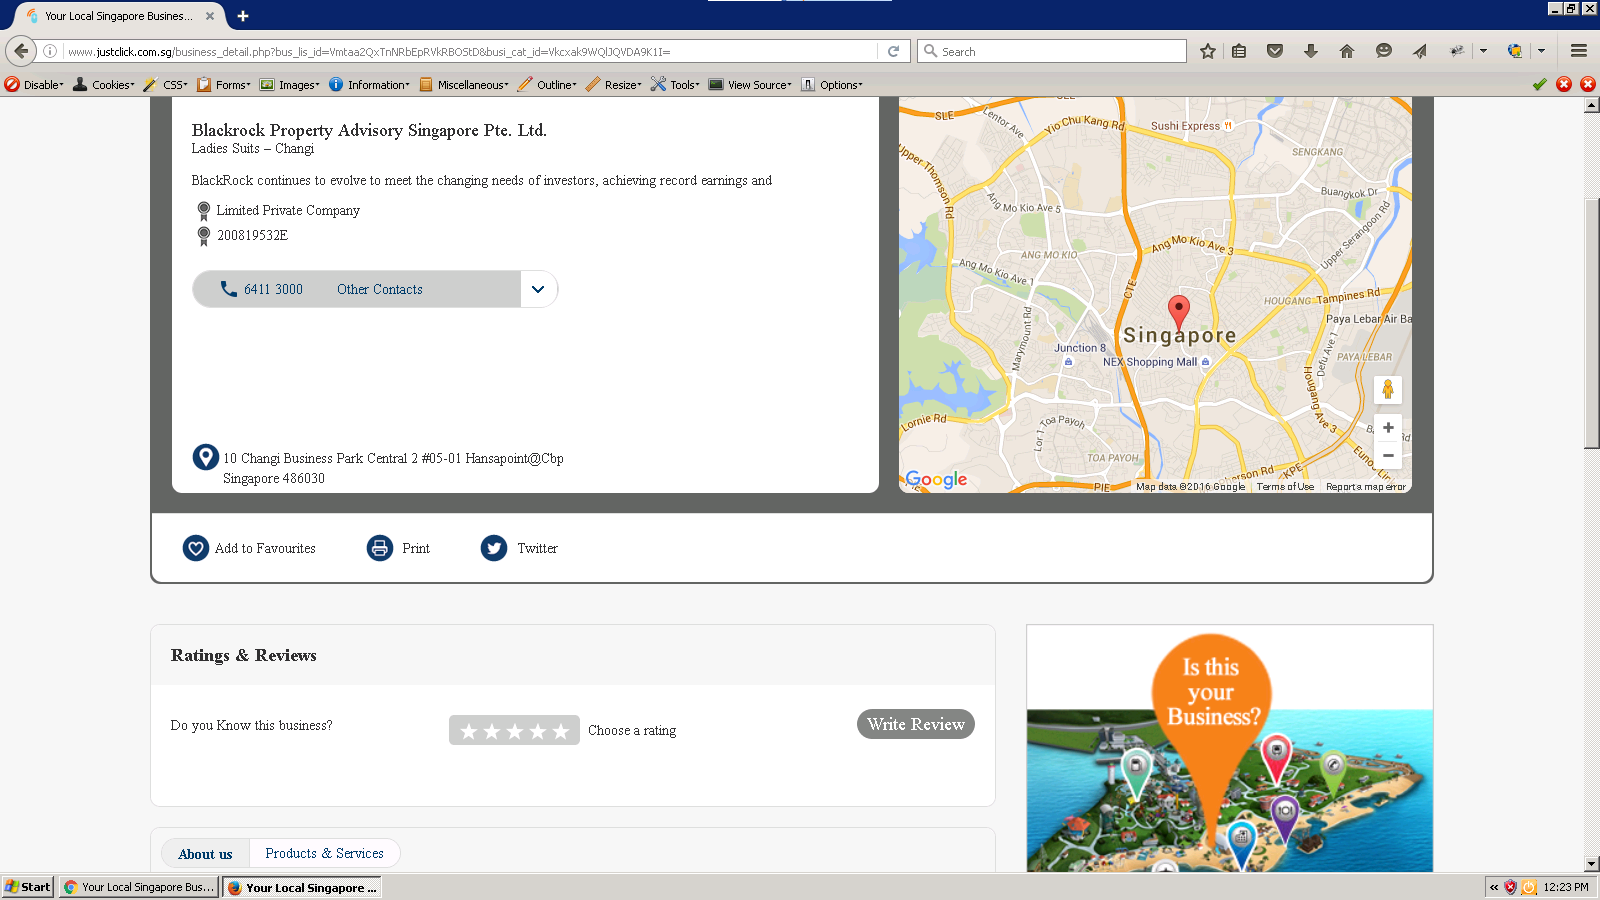 Your Local Singapore Busines...
www.justclick.com.sg/business_detail.php?bus_lis_id=Vmtaa2QxTnNRbEpRVkRBOStD&busi_cat_id=Vkcxak9WQlJQVDA9K1I=
Search
Disable
Cookies
CSS
Forms
Images
Information
Miscellaneous
Outline
Resize
Tools
View Source
Options
Blackrock Property Advisory Singapore Pte. Ltd.
Ladies Suits – Changi
BlackRock continues to evolve to meet the changing needs of investors, achieving record earnings and
Limited Private Company
200819532E
6411 3000 Other Contacts
10 Changi Business Park Central 2 #05-01 Hansapoint@Cbp
Singapore 486030
SLE
Lentor Ave
Yio Chu Kang Rd
Sushi Express
SENGKANG
Upper Thomson Rd
Buangkok Dr
Ang Mo Kio Ave 5
Upper Serangoon Rd
Ang Mo Kio Ave 3
ANG MO KIO
Ang Mo Kio Ave 1
CTE
HOUGANG
Tampines Rd
Marymount Rd
Paya Lebar Air Ba
Singapore
Junction 8
NEX Shopping Mall
Defu Ave 1
PAYA LEBAR
Hougang Ave 3
Lornie Rd
Lor 1 Toa Payoh
TOA PAYOH
Google
PIE
KPE
Map data ©2016 Google
Terms of Use
Report a map error
Add to Favourites
Print
Twitter
Ratings & Reviews
Do you Know this business?
Choose a rating
Write Review
Is this
your
Business?
About us
Products & Services
Start
Your Local Singapore Bus...
Your Local Singapore ...
12:23 PM